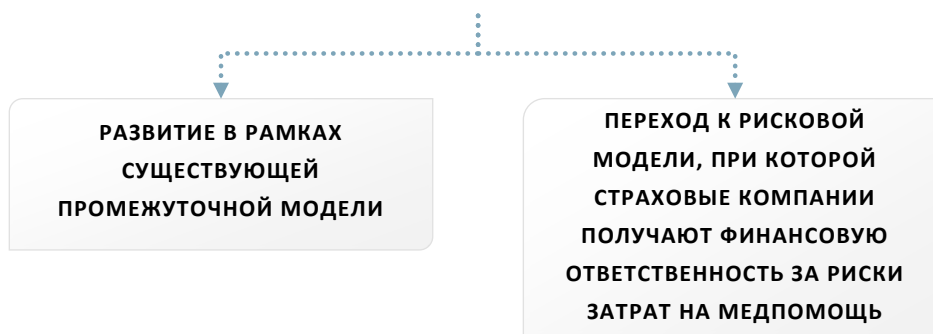 РАЗВИТИЕ В РАМКАХ
СУЩЕСТВУЮЩЕЙ
ПРОМЕЖУТОЧНОЙ МОДЕЛИ
ПЕРЕХОД К РИСКОВОЙ
МОДЕЛИ, ПРИ КОТОРОЙ
СТРАХОВЫЕ КОМПАНИИ
ПОЛУЧАЮТ ФИНАНСОВУЮ
ОТВЕТСТВЕННОСТЬ ЗА РИСКИ
ЗАТРАТ НА МЕДПОМОЩЬ